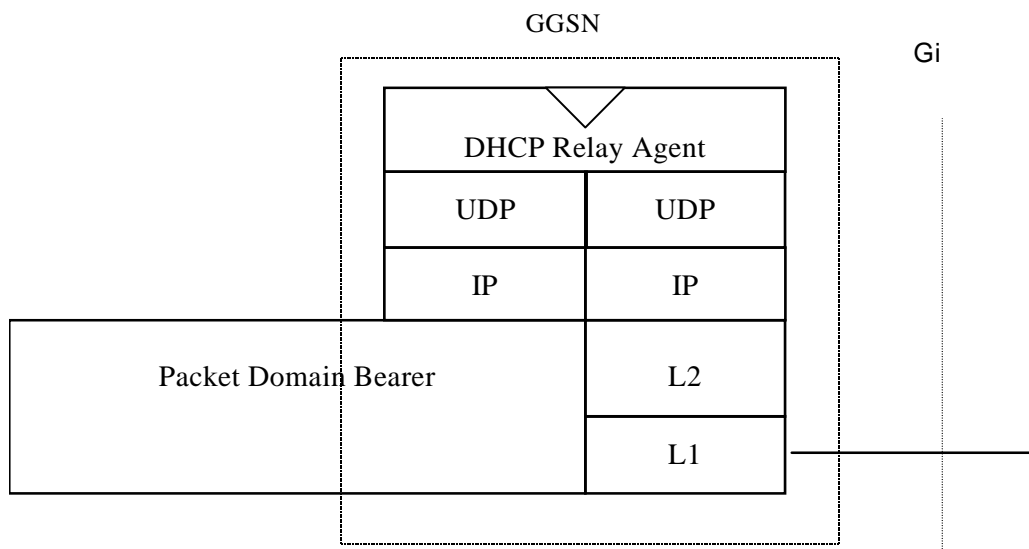 GGSN
Gi
DHCP Relay Agent
UDP
UDP
IP
IP
Packet Domain Bearer
L2
L1